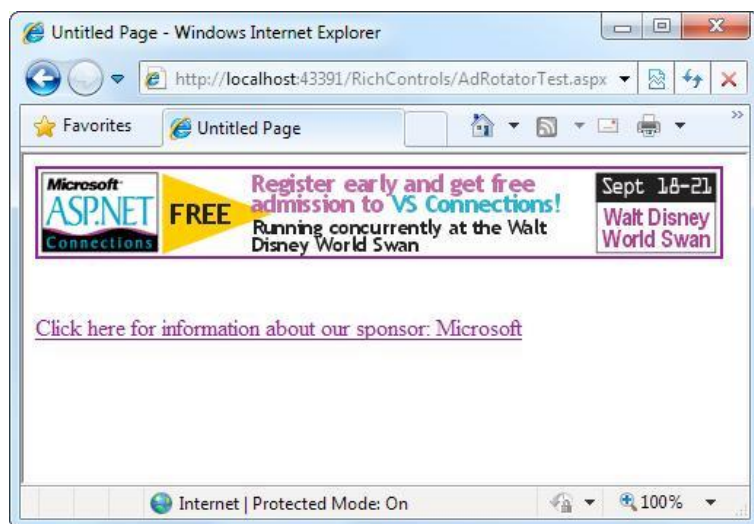 Untitled Page - Windows Internet Explorer
http://localhost:43391/RichControls/AdRotatorTest.aspx
Favorites
Untitled Page
Microsoft
ASP.NET
Connections
FREE
Register early and get free
admission to VS Connections!
Running concurrently at the Walt
Disney World Swan
Sept 18-21
Walt Disney
World Swan
Click here for information about our sponsor: Microsoft
Internet | Protected Mode: On
100%